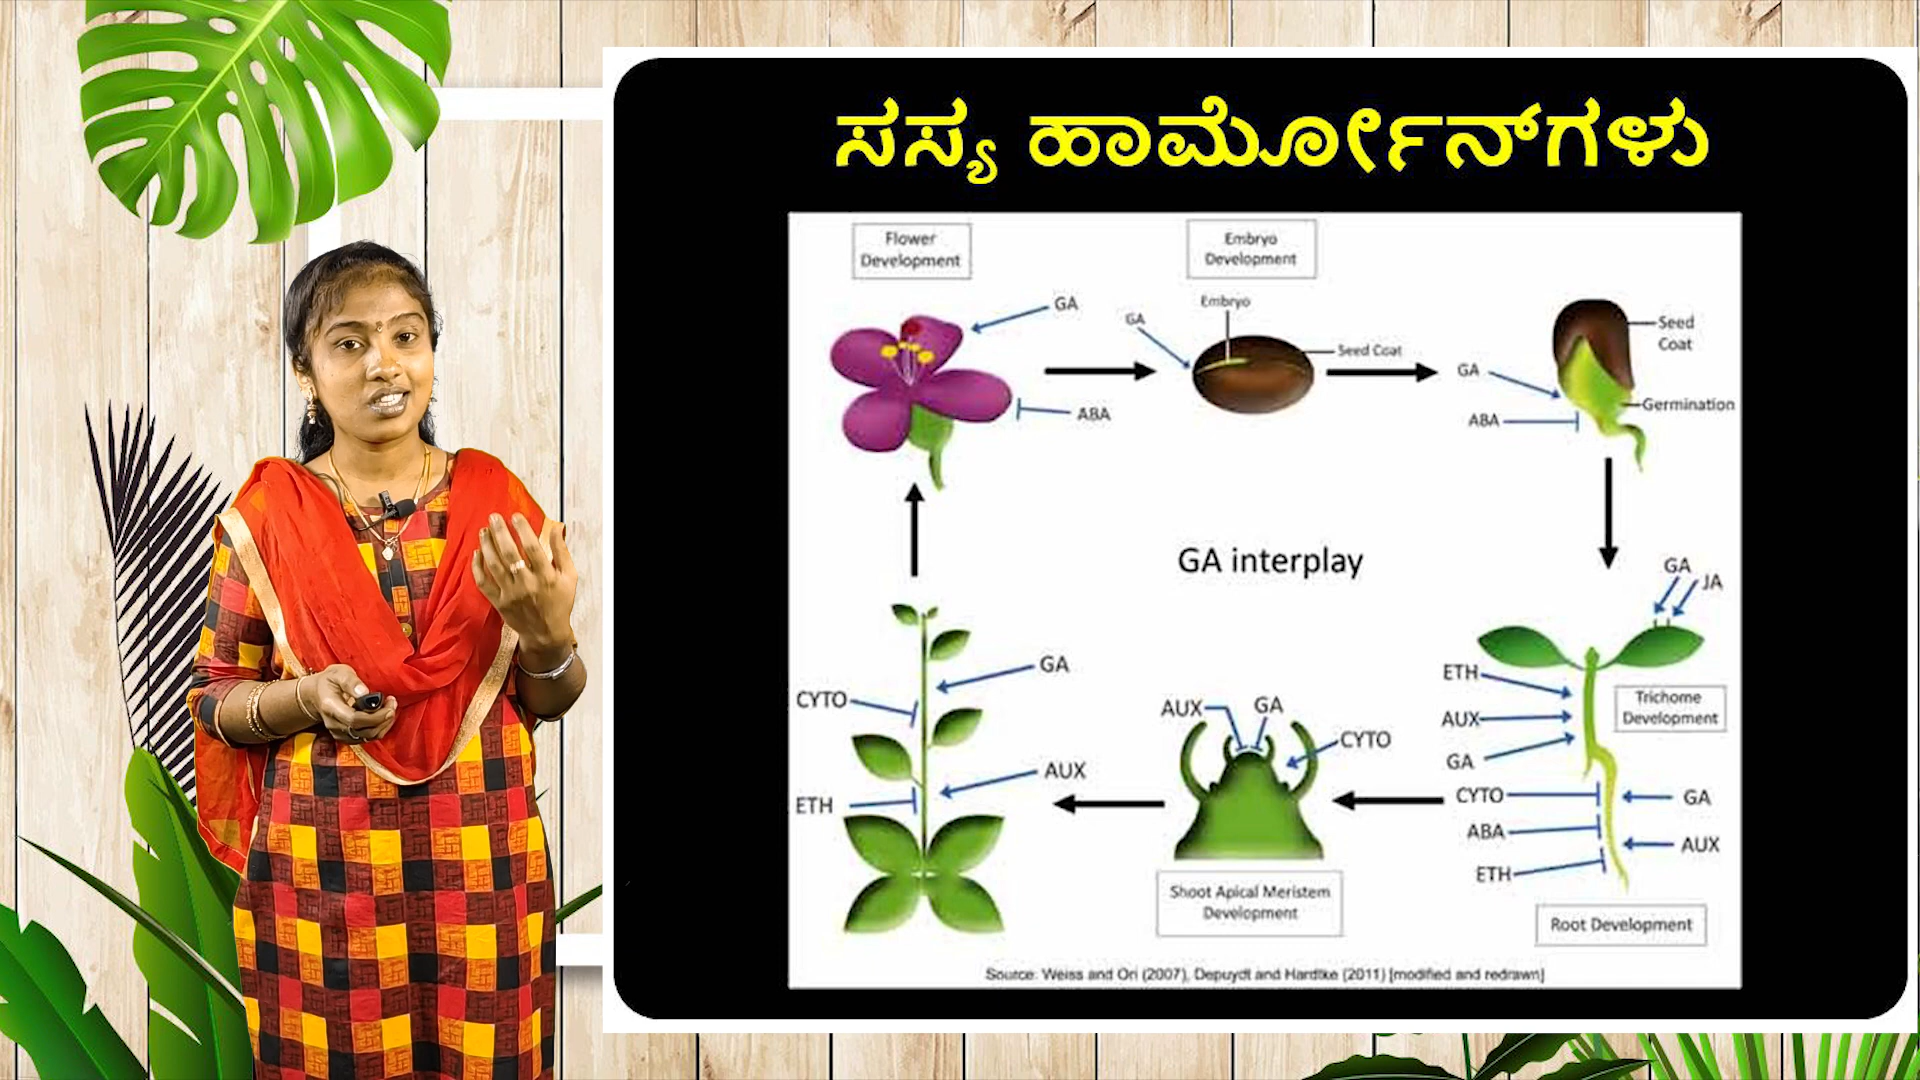 ಸಸ್ಯ ಹಾರ್ಮೋನ್‌ಗಳು
Flower
Development
GA
ABA
Embryo
Development
Embryo
GA
Seed Coat
Seed
Coat
GA
Germination
ABA
GA interplay
GA
JA
ETH
Trichome
Development
AUX
GA
CYTO
GA
ABA
AUX
ETH
Root Development
AUX
GA
CYTO
Shoot Apical Meristem
Development
GA
CYTO
AUX
ETH
Source: Weiss and Ori (2007), Depuydt and Hardtke (2011) [modified and redrawn]